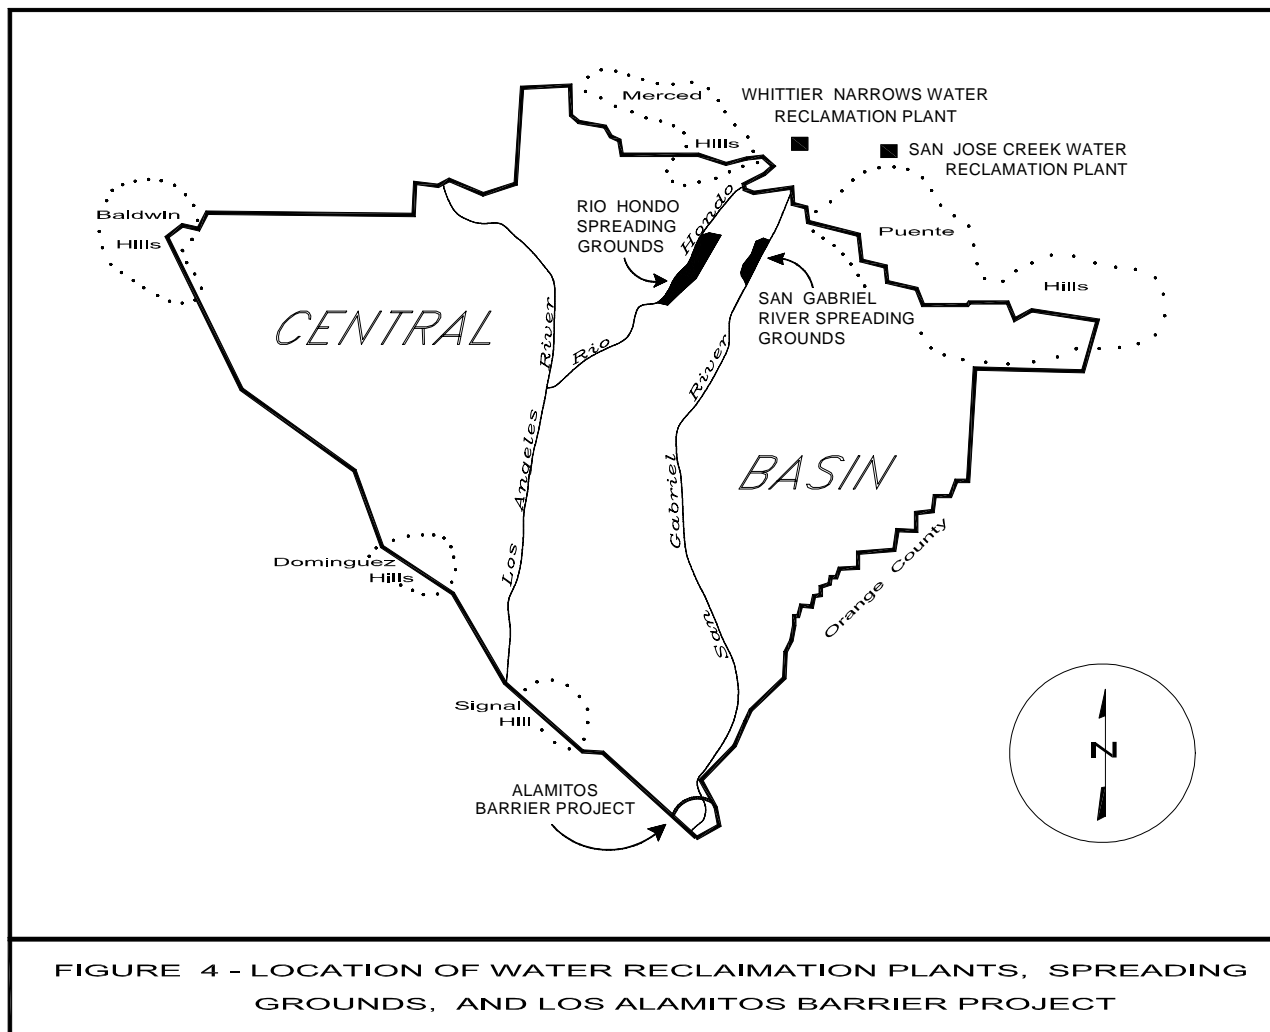 Merced
Hills
WHITTIER NARROWS WATER
RECLAMATION PLANT
SAN JOSE CREEK WATER
RECLAMATION PLANT
Baldwin
Hills
RIO HONDO
SPREADING
GROUNDS
Hondo
Puente
Hills
SAN GABRIEL
RIVER SPREADING
GROUNDS
CENTRAL
River
Rio
River
Angeles
Gabriel
BASIN
Los
San
Orange County
Dominguez
Hills
Signal
Hill
ALAMITOS
BARRIER PROJECT
N
FIGURE 4 - LOCATION OF WATER RECLAIMATION PLANTS, SPREADING
GROUNDS, AND LOS ALAMITOS BARRIER PROJECT